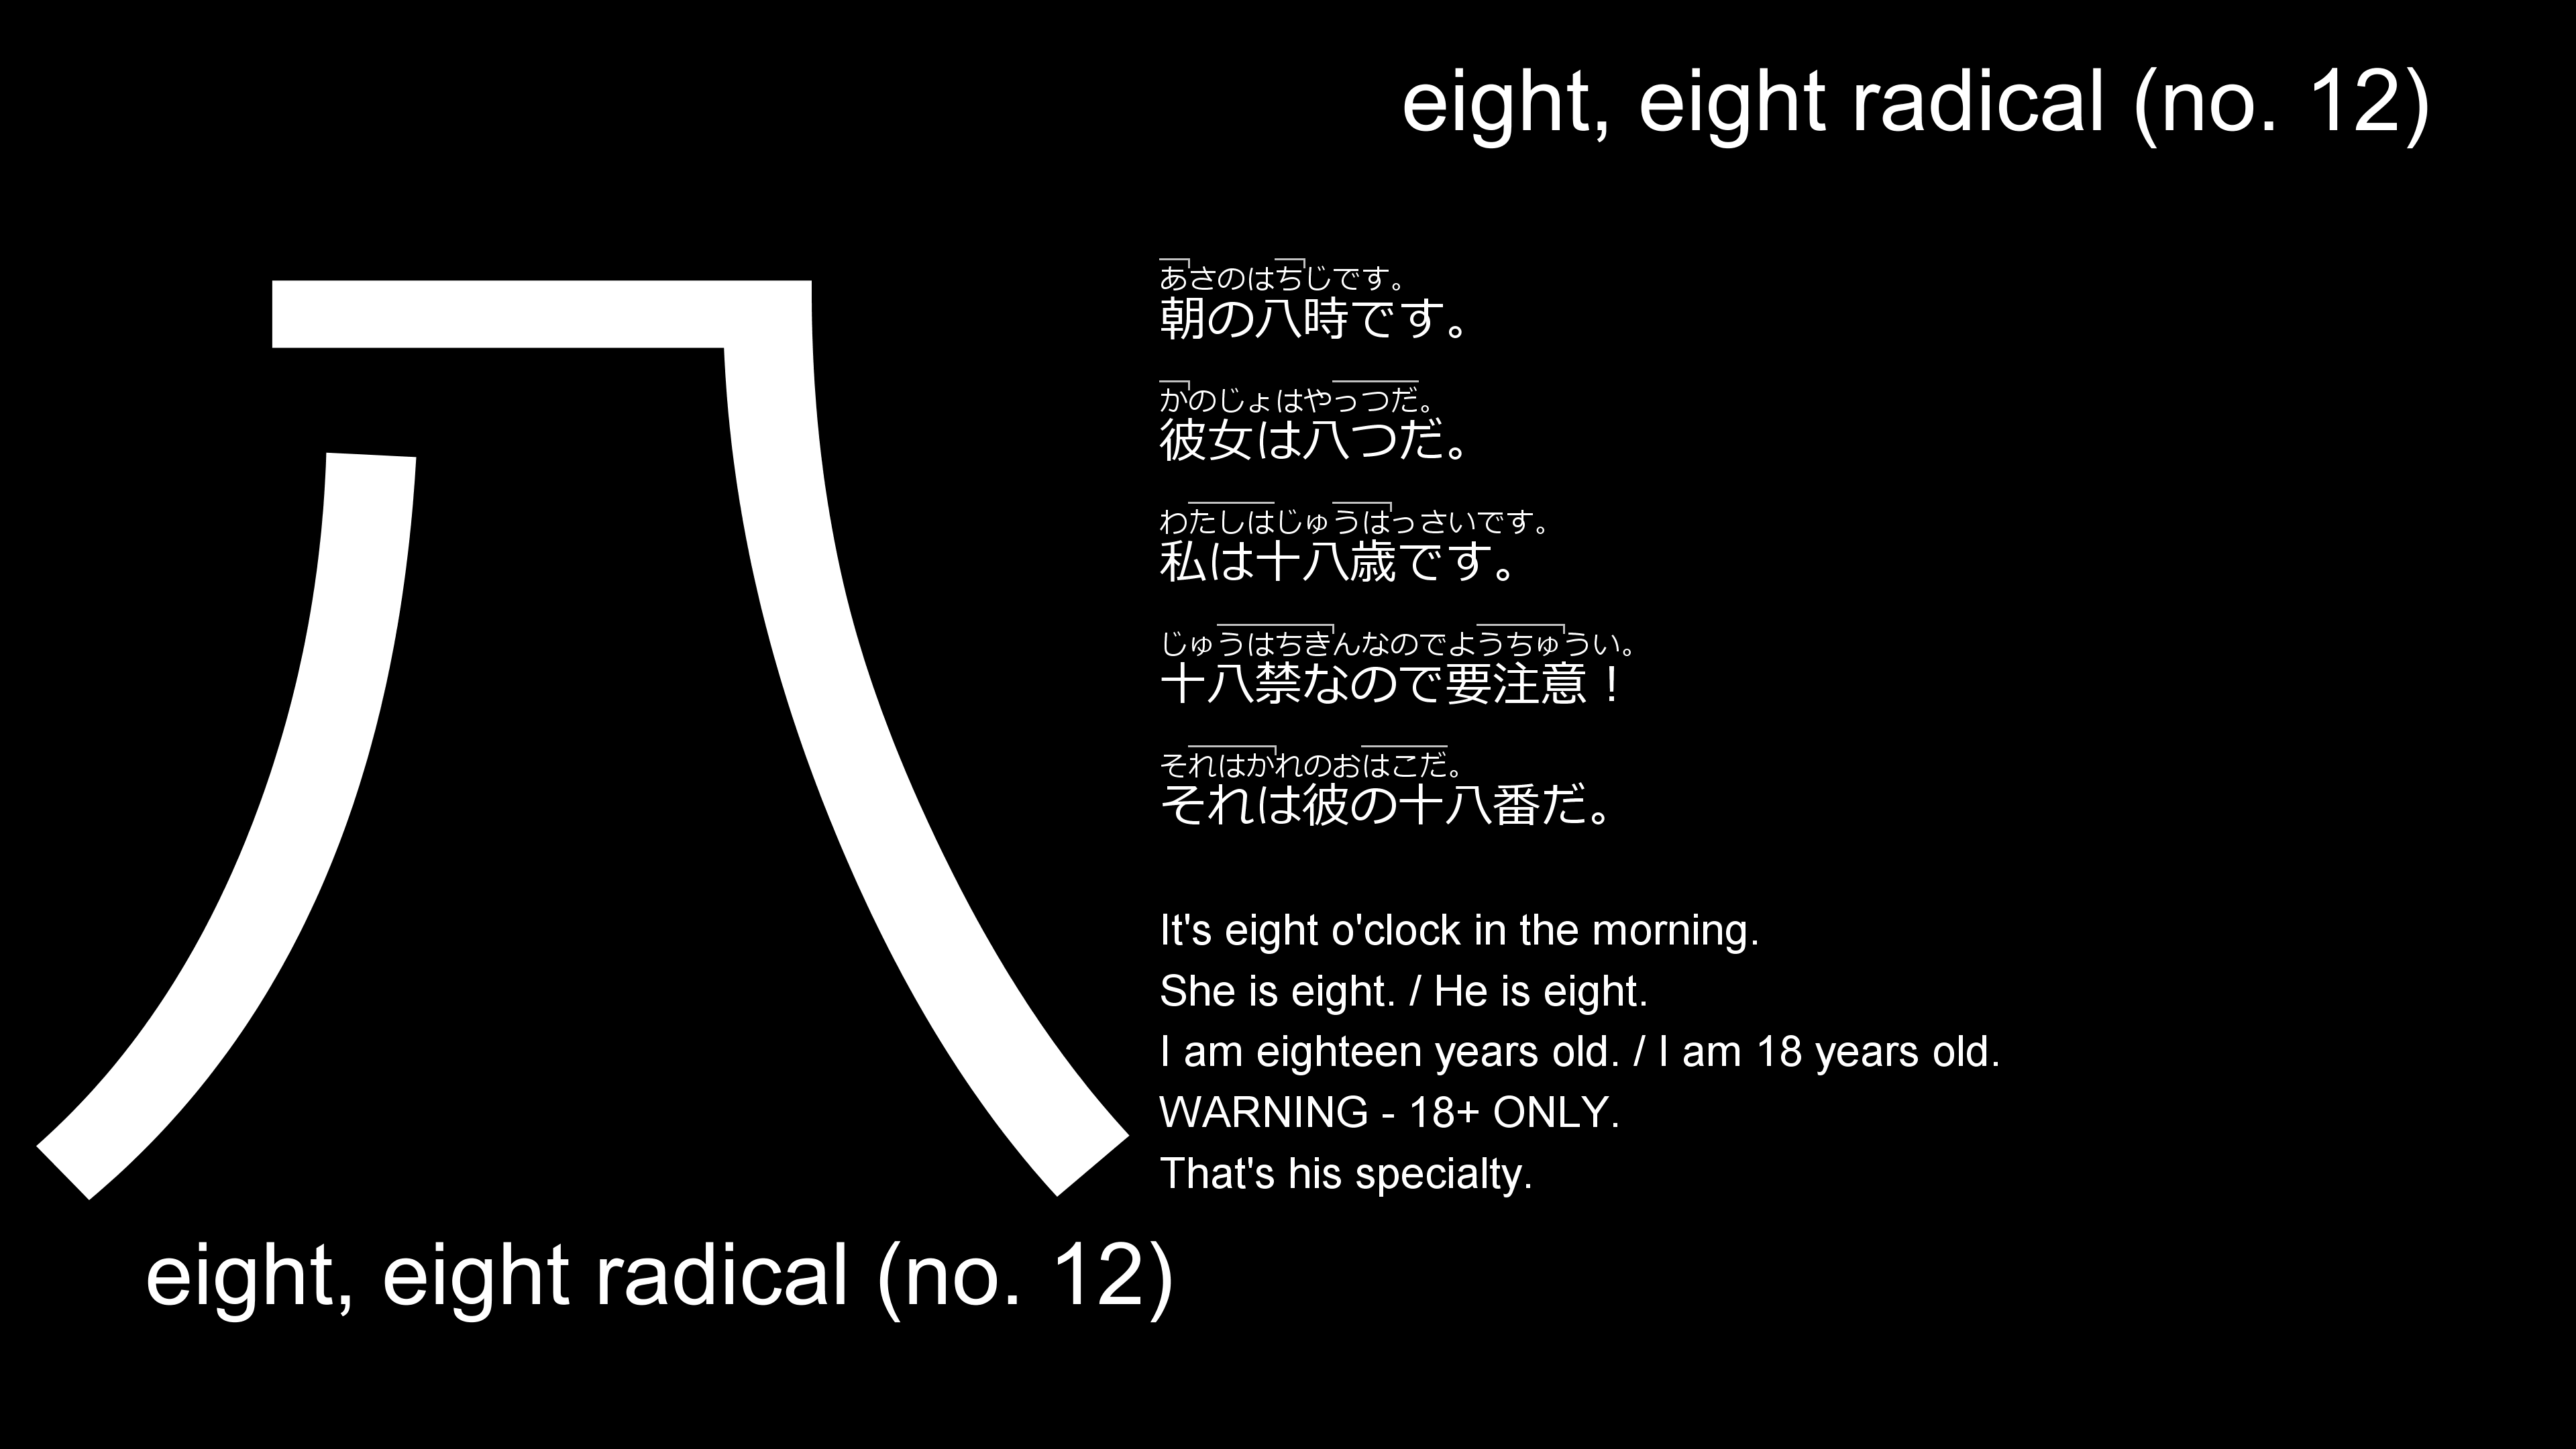 eight, eight radical (no. 12)
八
あさのはちじです。
朝の八時です。
かのじょはやっつだ。
彼女は八つだ。
わたしはじゅうはっさいです。
私は十八歳です。
じゅうはちきんなのでようちゅうい。
十八禁なので要注意！
それはかれのおはこだ。
それは彼の十八番だ。
It's eight o'clock in the morning.
She is eight. / He is eight.
I am eighteen years old. / I am 18 years old.
WARNING - 18+ ONLY.
That's his specialty.
eight, eight radical (no. 12)